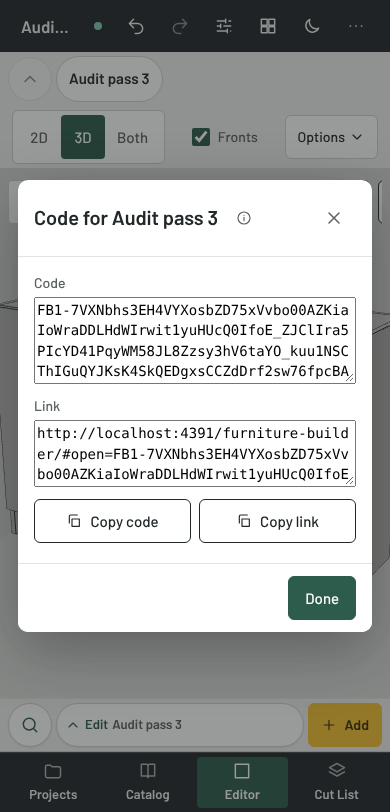 Audi...
Audit pass 3
2D 3D Both Fronts Options
Code for Audit pass 3
Code
FB1-7VXNbhs3EH4VYXosbZD75xVvbo00AZKia
IoWraDDLHdWIrwit1yuHUcQ0IfoE_ZJClIra5
PIcYD41PqyWM58JL8Zzsy3hV6taYO_kuu1NSC
ThIGuQYJKsK4SkQEDgxsCCZdDrf2sw76fpcBA
Link
http://localhost:4391/furniture-build
er/#open=FB1-7VXNbhs3EH4VYXosbZD75xVv
bo00AZKiaIoWraDDLHdWIrwit1yuHUcQ0IfoE
Copy code Copy link
Done
Edit Audit pass 3
Add
Projects Catalog Editor Cut List